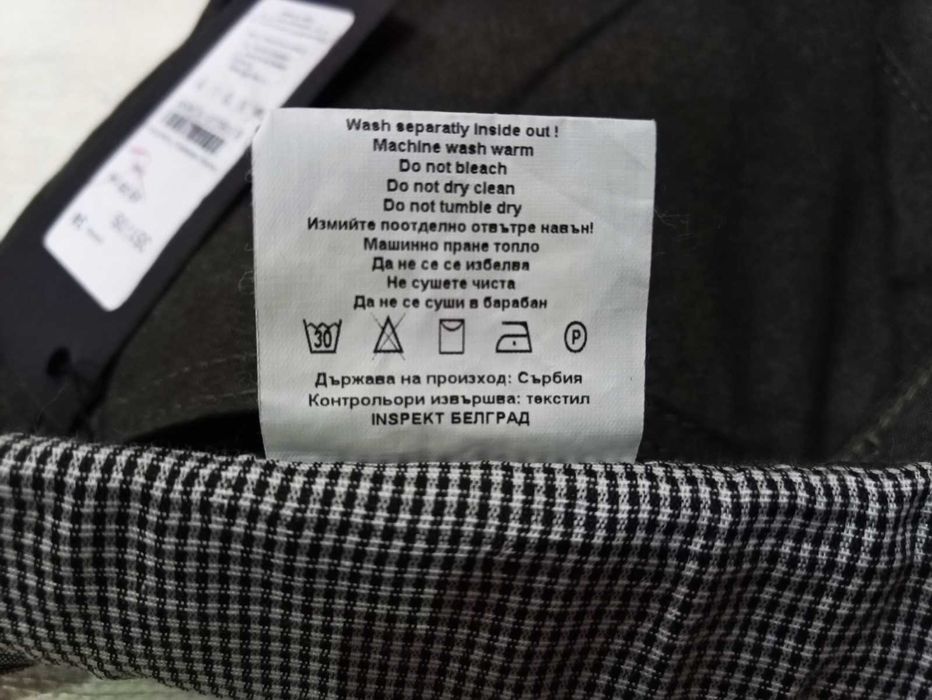 Wash separatly inside out !
Machine wash warm
Do not bleach
Do not dry clean
Do not tumble dry
Измийте поотделно отвътре навън!
Машинно пране топло
Да не се се избелва
Не сушете чиста
Да не се суши в барабан
30
P
Държава на произход: Сърбия
Контрольори извършва: текстил
INSPEKT БЕЛГРАД